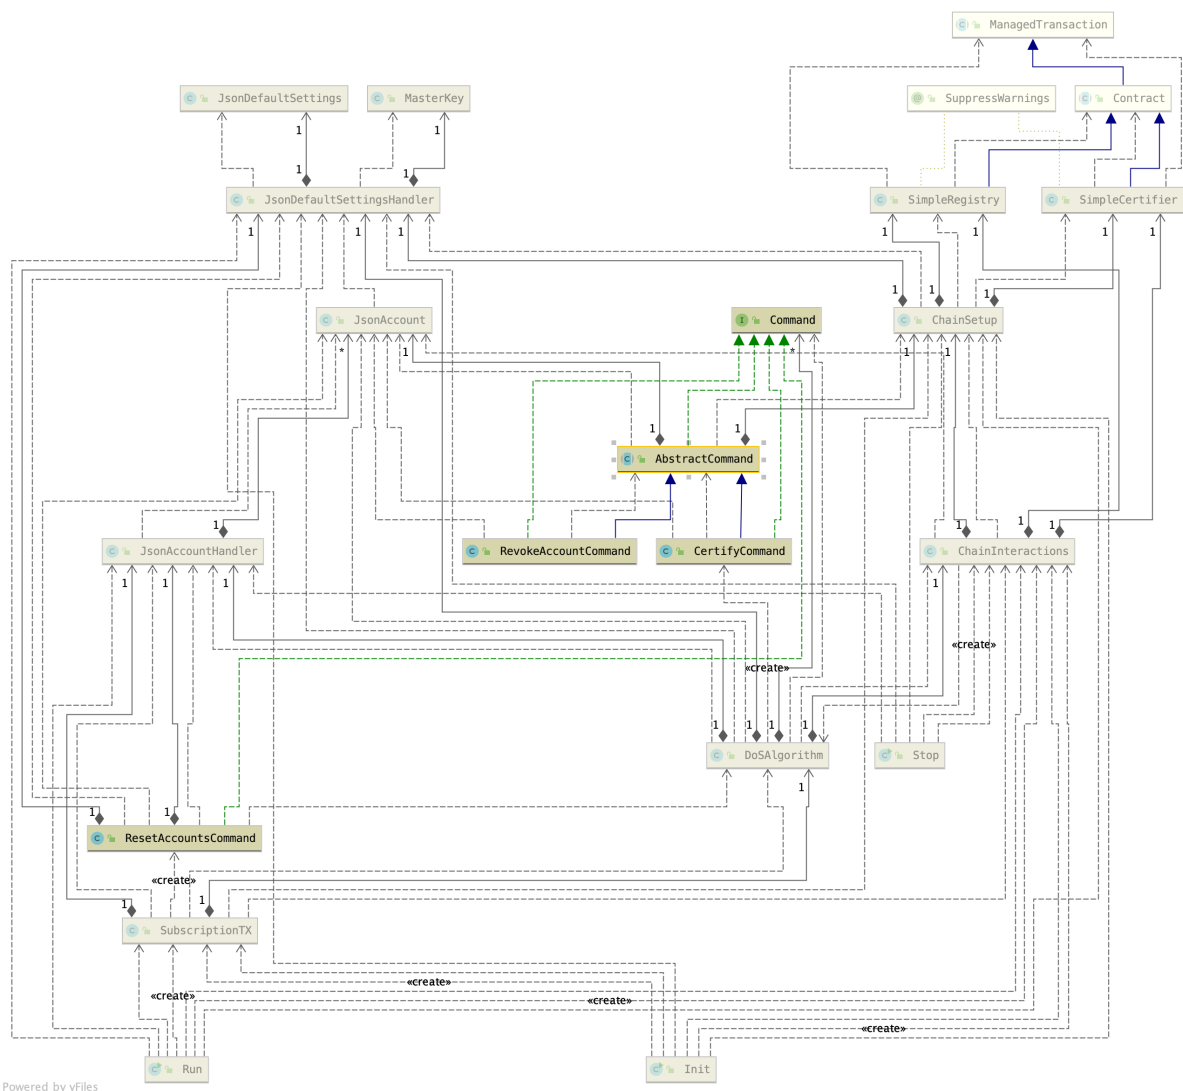 ManagedTransaction
JsonDefaultSettings
MasterKey
SuppressWarnings
Contract
1
1
1
1
JsonDefaultSettingsHandler
SimpleRegistry
SimpleCertifier
1
1
1
1
1
1
1
1
1
1
JsonAccount
Command
ChainSetup
*
1
*
1
1
1
1
AbstractCommand
1
1
1
1
JsonAccountHandler
RevokeAccountCommand
CertifyCommand
ChainInteractions
1
1
1
1
«create»
«create»
1
1
1
1
DoSAlgorithm
Stop
1
1
1
ResetAccountsCommand
«create»
1
1
SubscriptionTX
«create»
«create»
«create»
«create»
Run
Init
Powered by yFiles